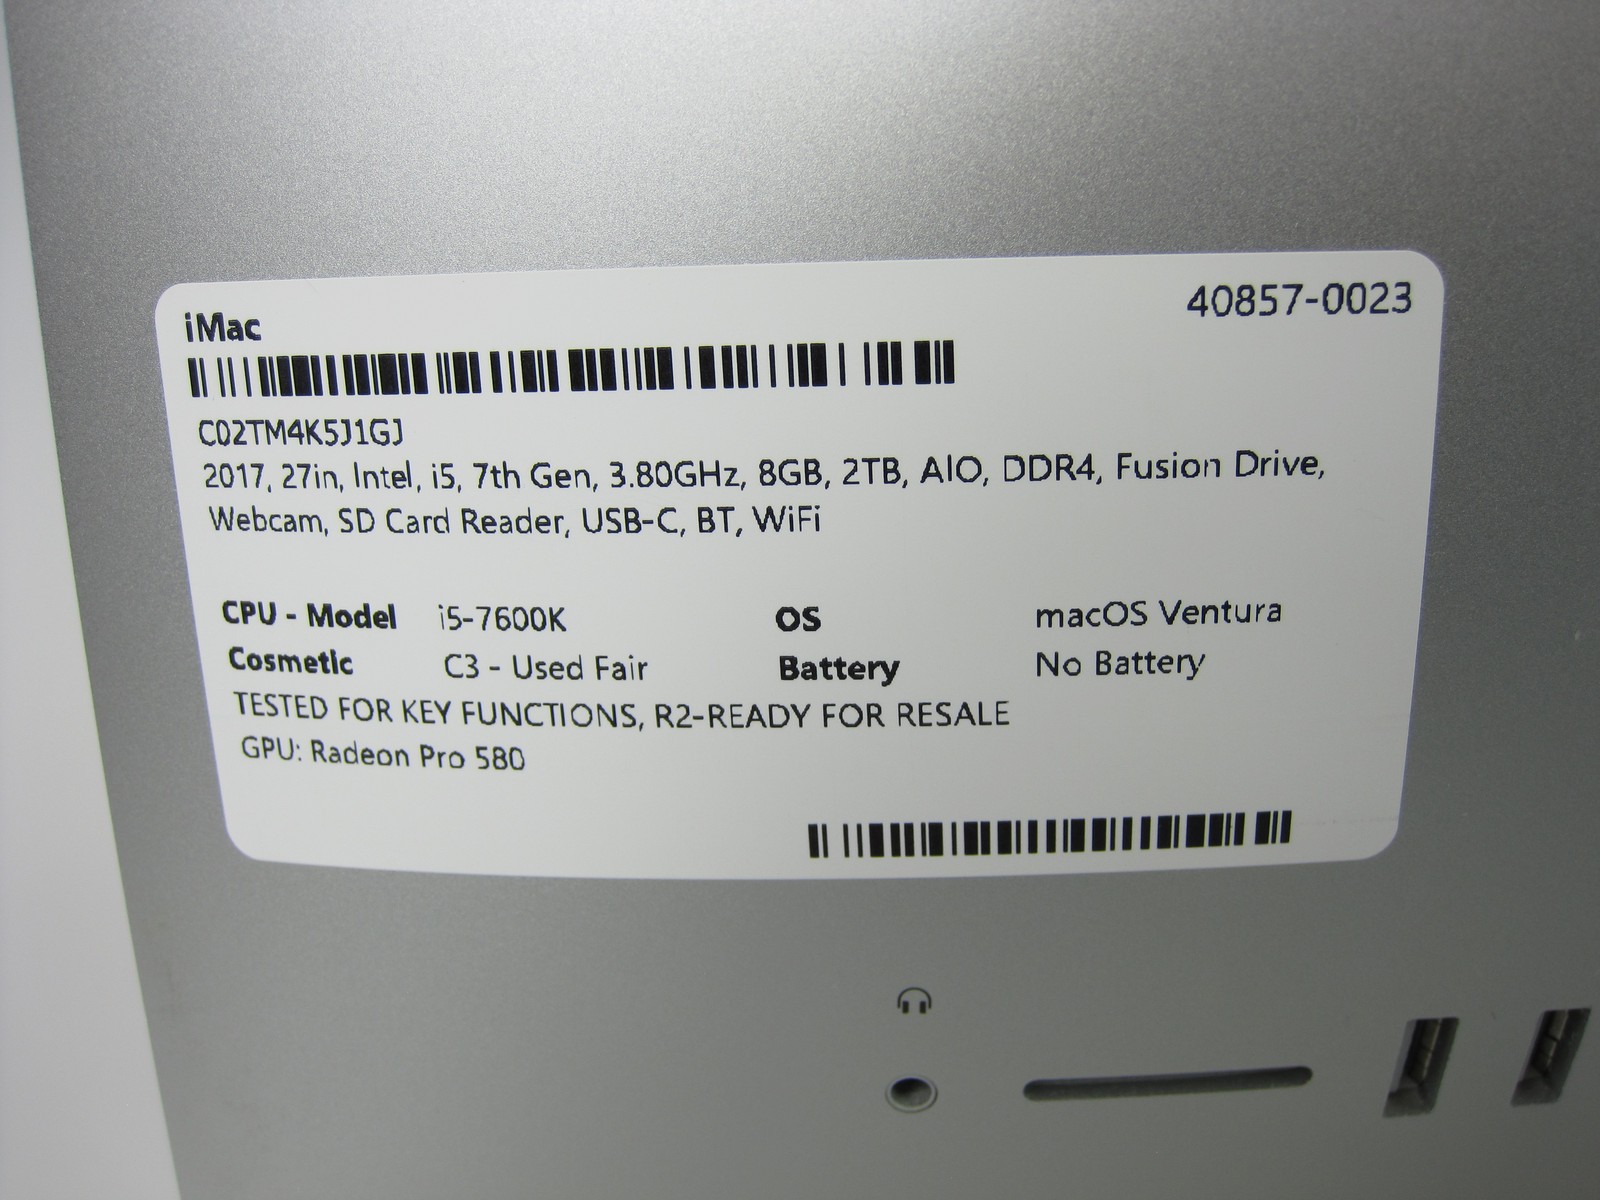 iMac
40857-0023
C02TM4K5J1GJ
2017, 27in, Intel, i5, 7th Gen, 3.80GHz, 8GB, 2TB, AIO, DDR4, Fusion Drive,
Webcam, SD Card Reader, USB-C, BT, WiFi
CPU - Model i5-7600K OS macOS Ventura
Cosmetic C3 - Used Fair Battery No Battery
TESTED FOR KEY FUNCTIONS, R2-READY FOR RESALE
GPU: Radeon Pro 580